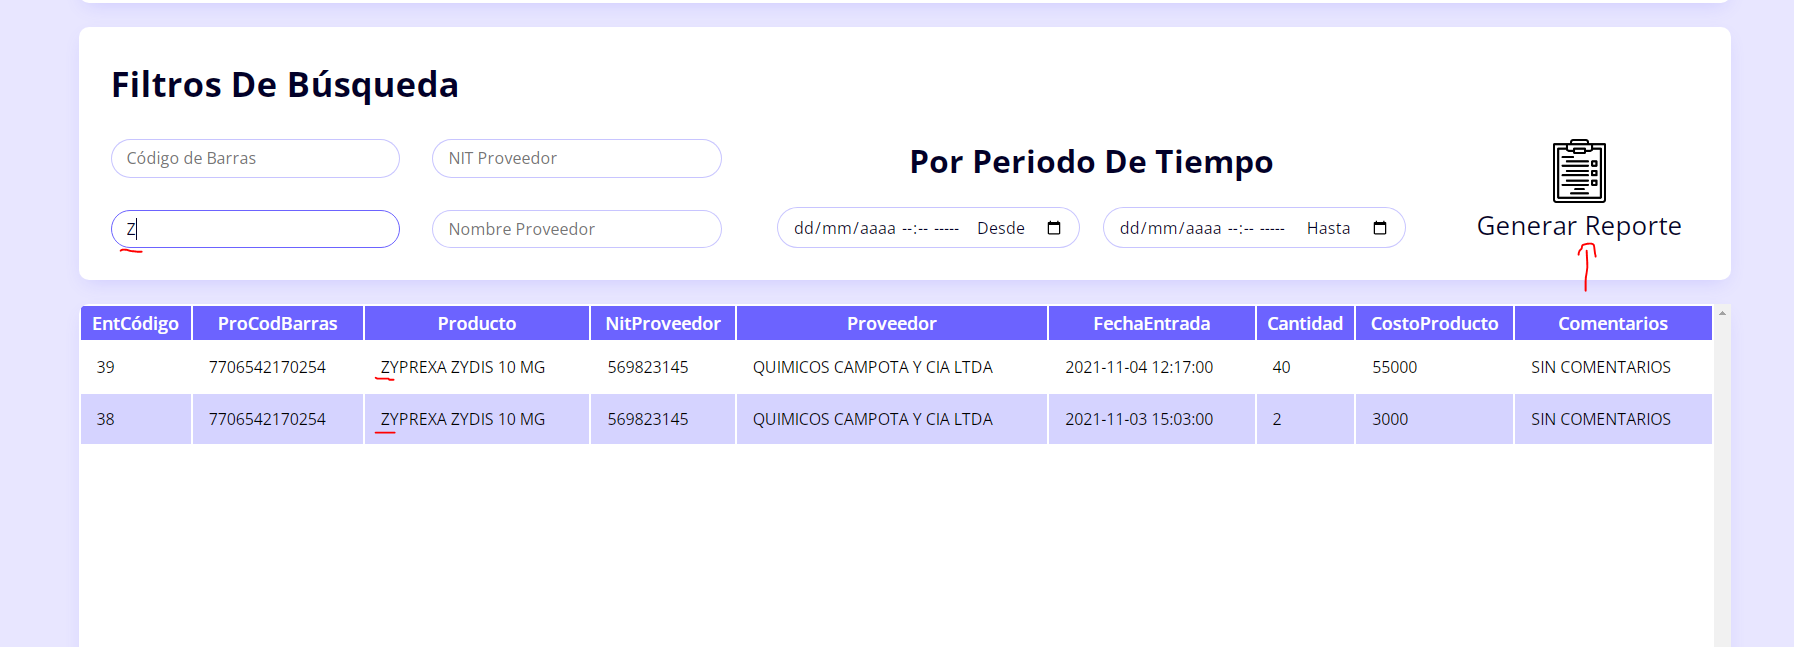 Filtros De Búsqueda
Código de Barras NIT Proveedor
Por Periodo De Tiempo
Z Nombre Proveedor
dd/mm/aaaa --:-- ----- Desde dd/mm/aaaa --:-- ----- Hasta
Generar Reporte
EntCódigo ProCodBarras Producto NitProveedor Proveedor FechaEntrada Cantidad CostoProducto Comentarios
39 7706542170254 ZYPREXA ZYDIS 10 MG 569823145 QUIMICOS CAMPOTA Y CIA LTDA 2021-11-04 12:17:00 40 55000 SIN COMENTARIOS
38 7706542170254 ZYPREXA ZYDIS 10 MG 569823145 QUIMICOS CAMPOTA Y CIA LTDA 2021-11-03 15:03:00 2 3000 SIN COMENTARIOS